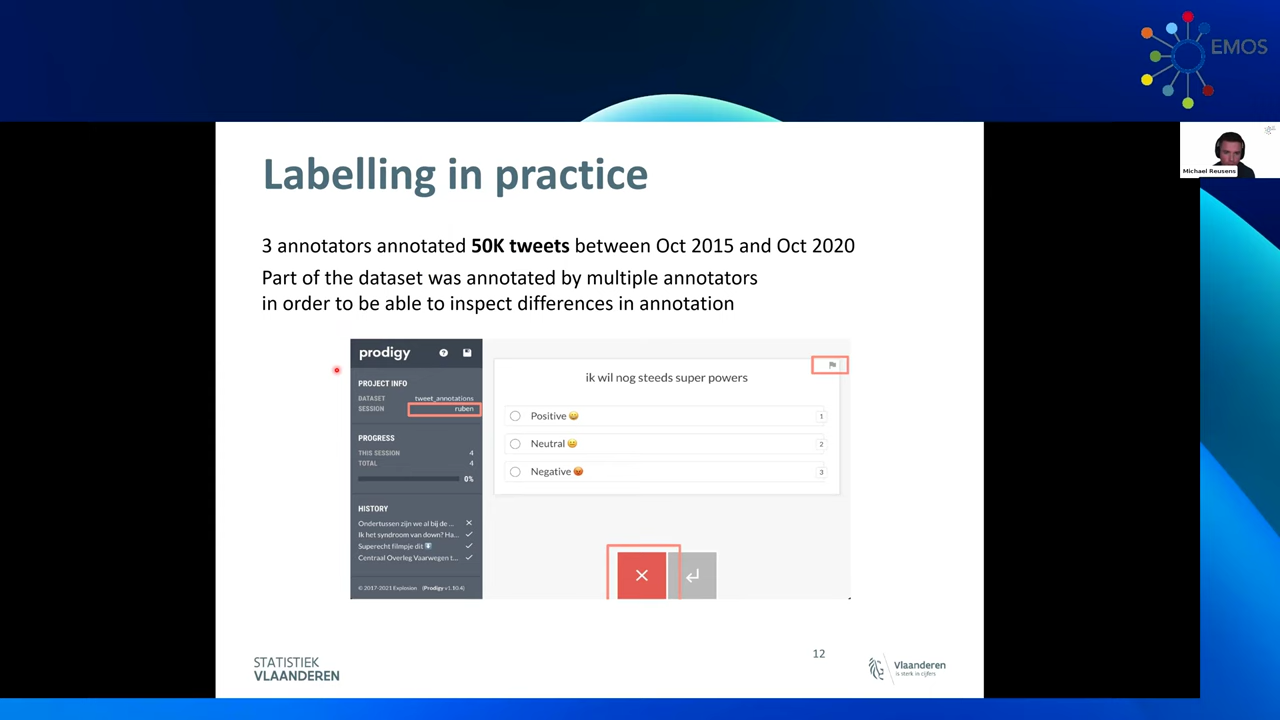 EMOS
Michael Reusens
Labelling in practice
3 annotators annotated 50K tweets between Oct 2015 and Oct 2020
Part of the dataset was annotated by multiple annotators
in order to be able to inspect differences in annotation
prodigy
PROJECT INFO
DATASET tweet_annotations
SESSION ruben
PROGRESS
THIS SESSION 4
TOTAL 4
0%
HISTORY
Ondertussen zijn we al bij de ...
Ik het syndroom van down? Ha...
Superecht filmpje dit
Centraal Overleg Vaarwegen t...
© 2017-2021 Explosion (Prodigy v1.10.4)
ik wil nog steeds super powers
Positive 😀 1
Neutral 😐 2
Negative 😡 3
12
STATISTIEK
VLAANDEREN
Vlaanderen
is sterk in cijfers